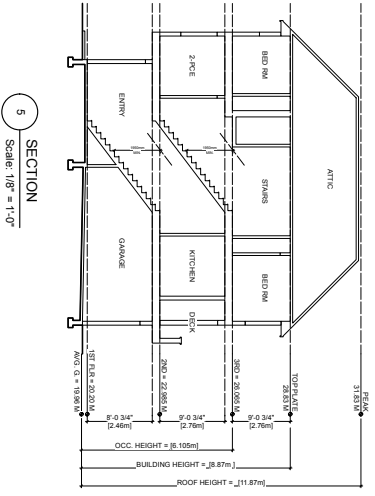 ATTIC
BED RM
STAIRS
BED RM
2-PCE
KITCHEN
DECK
ENTRY
GARAGE
PEAK
31.83 M
TOP PLATE
28.83 M
3RD = 26.065 M
2ND = 22.985 M
1ST FLR = 20.20 M
AVG. G. = 19.96 M
9'-0 3/4"
[2.76m]
9'-0 3/4"
[2.76m]
8'-0 3/4"
[2.46m]
OCC. HEIGHT = [6.105m]
BUILDING HEIGHT = [8.87m]
ROOF HEIGHT = [11.87m]
5
SECTION
Scale: 1/8" = 1'-0"